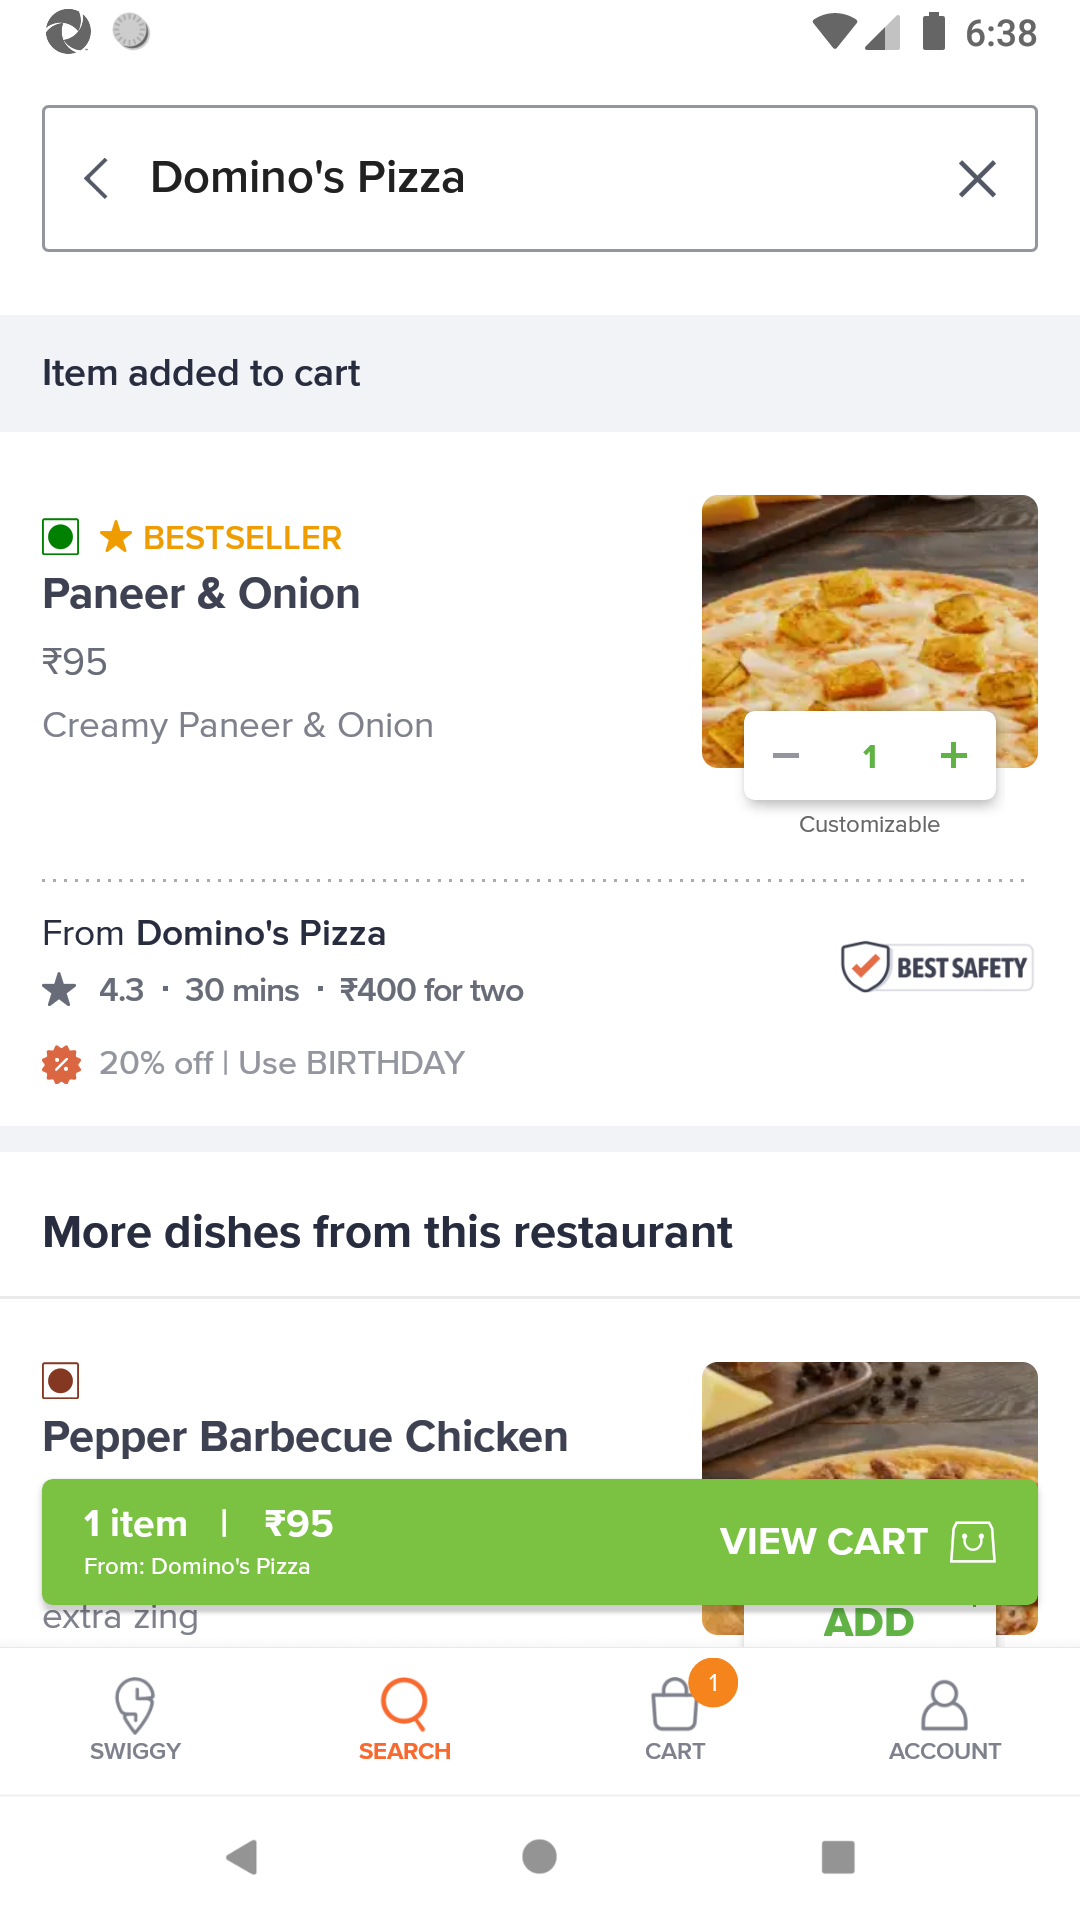 6:38
Domino's Pizza
Item added to cart
BESTSELLER
Paneer & Onion
₹95
Creamy Paneer & Onion
1
Customizable
From Domino's Pizza
4.3 · 30 mins · ₹400 for two
BEST SAFETY
20% off | Use BIRTHDAY
More dishes from this restaurant
Pepper Barbecue Chicken
1 item | ₹95
From: Domino's Pizza
VIEW CART
extra zing
ADD
1
SWIGGY
SEARCH
CART
ACCOUNT